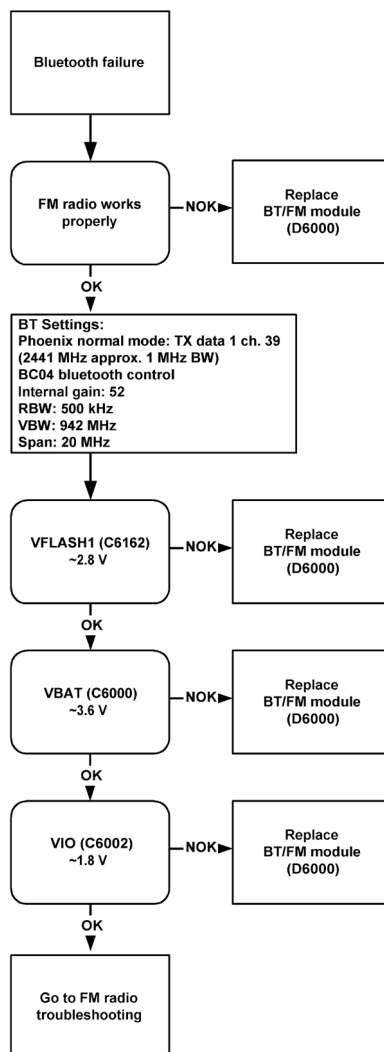 Bluetooth failure
FM radio works
properly
NOK
Replace
BT/FM module
(D6000)
OK
BT Settings:
Phoenix normal mode: TX data 1 ch. 39
(2441 MHz approx. 1 MHz BW)
BC04 bluetooth control
Internal gain: 52
RBW: 500 kHz
VBW: 942 MHz
Span: 20 MHz
VFLASH1 (C6162)
~2.8 V
NOK
Replace
BT/FM module
(D6000)
OK
VBAT (C6000)
~3.6 V
NOK
Replace
BT/FM module
(D6000)
OK
VIO (C6002)
~1.8 V
NOK
Replace
BT/FM module
(D6000)
OK
Go to FM radio
troubleshooting